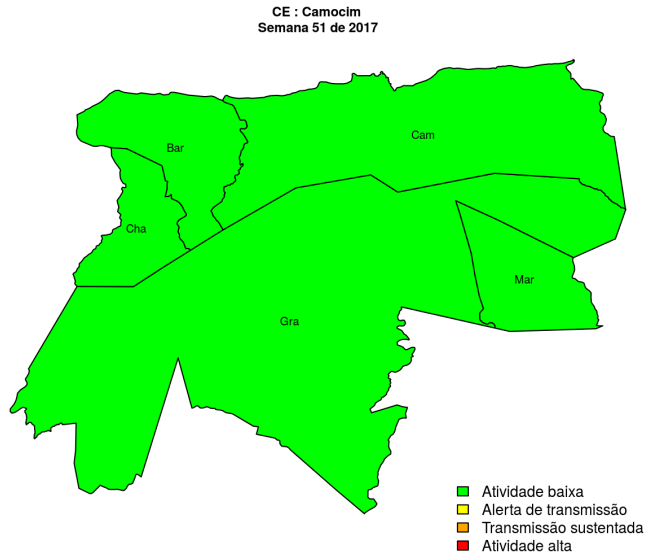 CE : Camocim
Semana 51 de 2017
Bar
Cam
Cha
Mar
Gra
Atividade baixa
Alerta de transmissão
Transmissão sustentada
Atividade alta